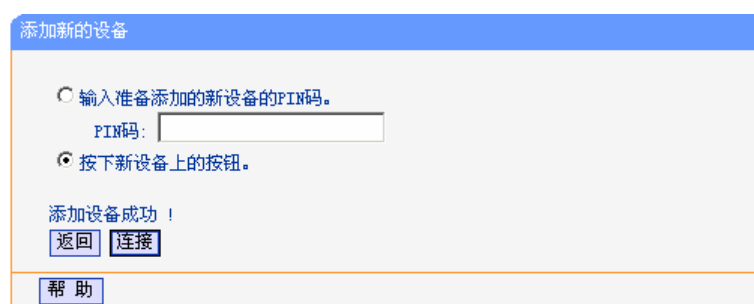 添加新的设备
输入准备添加的新设备的PIN码。
PIN码:
按下新设备上的按钮。
添加设备成功 !
返回 连接
帮 助